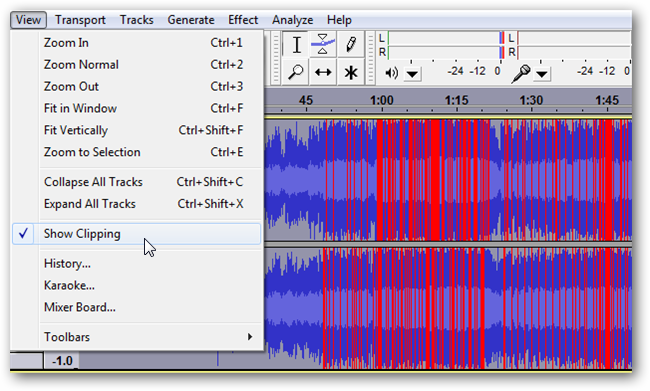 View Transport Tracks Generate Effect Analyze Help
Zoom In Ctrl+1
Zoom Normal Ctrl+2
Zoom Out Ctrl+3
Fit in Window Ctrl+F
Fit Vertically Ctrl+Shift+F
Zoom to Selection Ctrl+E
Collapse All Tracks Ctrl+Shift+C
Expand All Tracks Ctrl+Shift+X
Show Clipping
History...
Karaoke...
Mixer Board...
Toolbars
L L
R R
-24 -12 0 -24 -12 0
45 1:00 1:15 1:30 1:45
-1.0